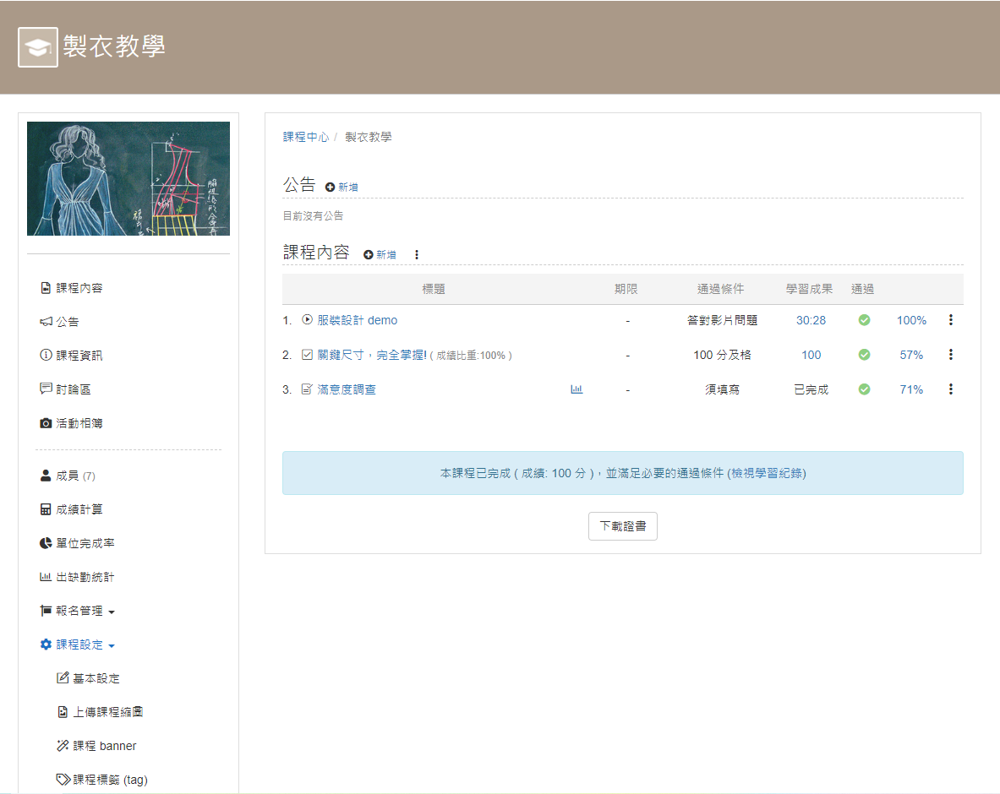 製衣教學
課程內容
公告
課程資訊
討論區
活動相簿
成員 (7)
成績計算
單位完成率
出缺勤統計
報名管理
課程設定
基本設定
上傳課程縮圖
課程 banner
課程標籤 (tag)
課程中心 / 製衣教學
公告 新增
目前沒有公告
課程內容 新增
標題 期限 通過條件 學習成果 通過
1. 服裝設計 demo - 答對影片問題 30:28 100%
2. 關鍵尺寸，完全掌握! ( 成績比重:100% ) - 100 分及格 100 57%
3. 滿意度調查 - 須填寫 已完成 71%
本課程已完成 ( 成績: 100 分 )，並滿足必要的通過條件 (檢視學習紀錄)
下載證書